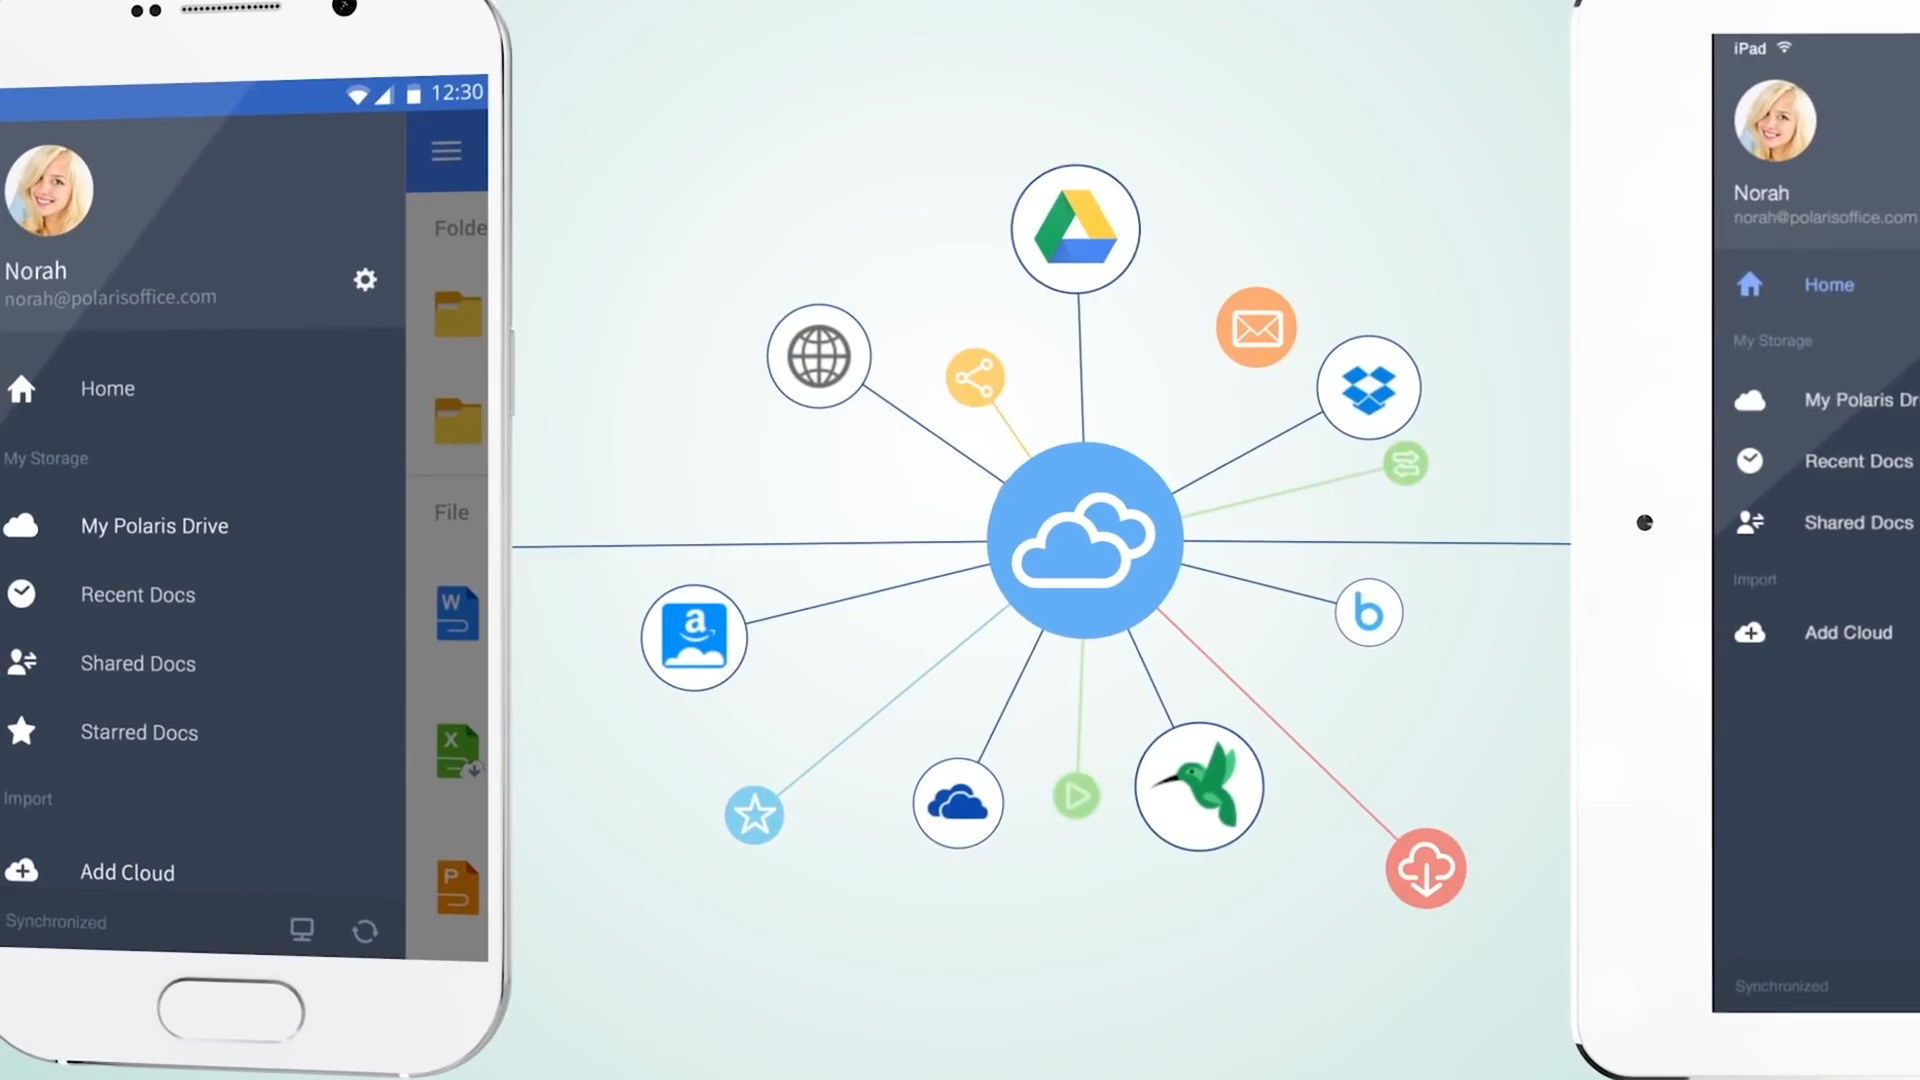 12:30
Norah
norah@polarisoffice.com
Home
My Storage
My Polaris Drive
Recent Docs
Shared Docs
Starred Docs
Import
Add Cloud
Synchronized
Folde
File
W
X
P
a
b
iPad
Norah
norah@polarisoffice.com
Home
My Storage
My Polaris Dr
Recent Docs
Shared Docs
Import
Add Cloud
Synchronized